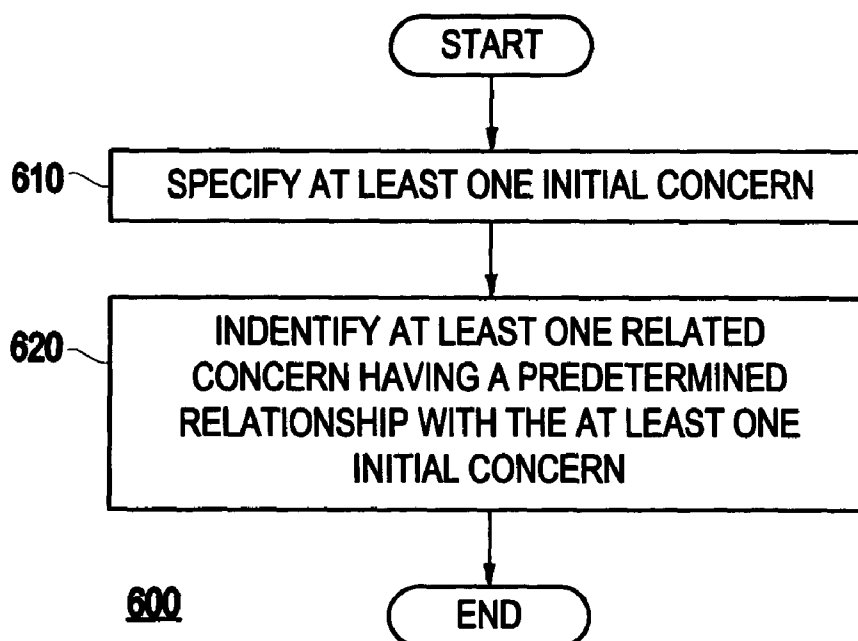 START
610
SPECIFY AT LEAST ONE INITIAL CONCERN
620
INDENTIFY AT LEAST ONE RELATED
CONCERN HAVING A PREDETERMINED
RELATIONSHIP WITH THE AT LEAST ONE
INITIAL CONCERN
600
END